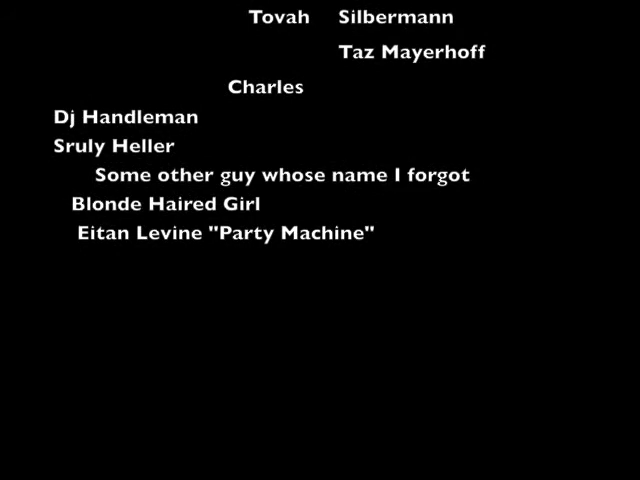 Tovah Silbermann
Taz Mayerhoff
Charles
Dj Handleman
Sruly Heller
Some other guy whose name I forgot
Blonde Haired Girl
Eitan Levine "Party Machine"